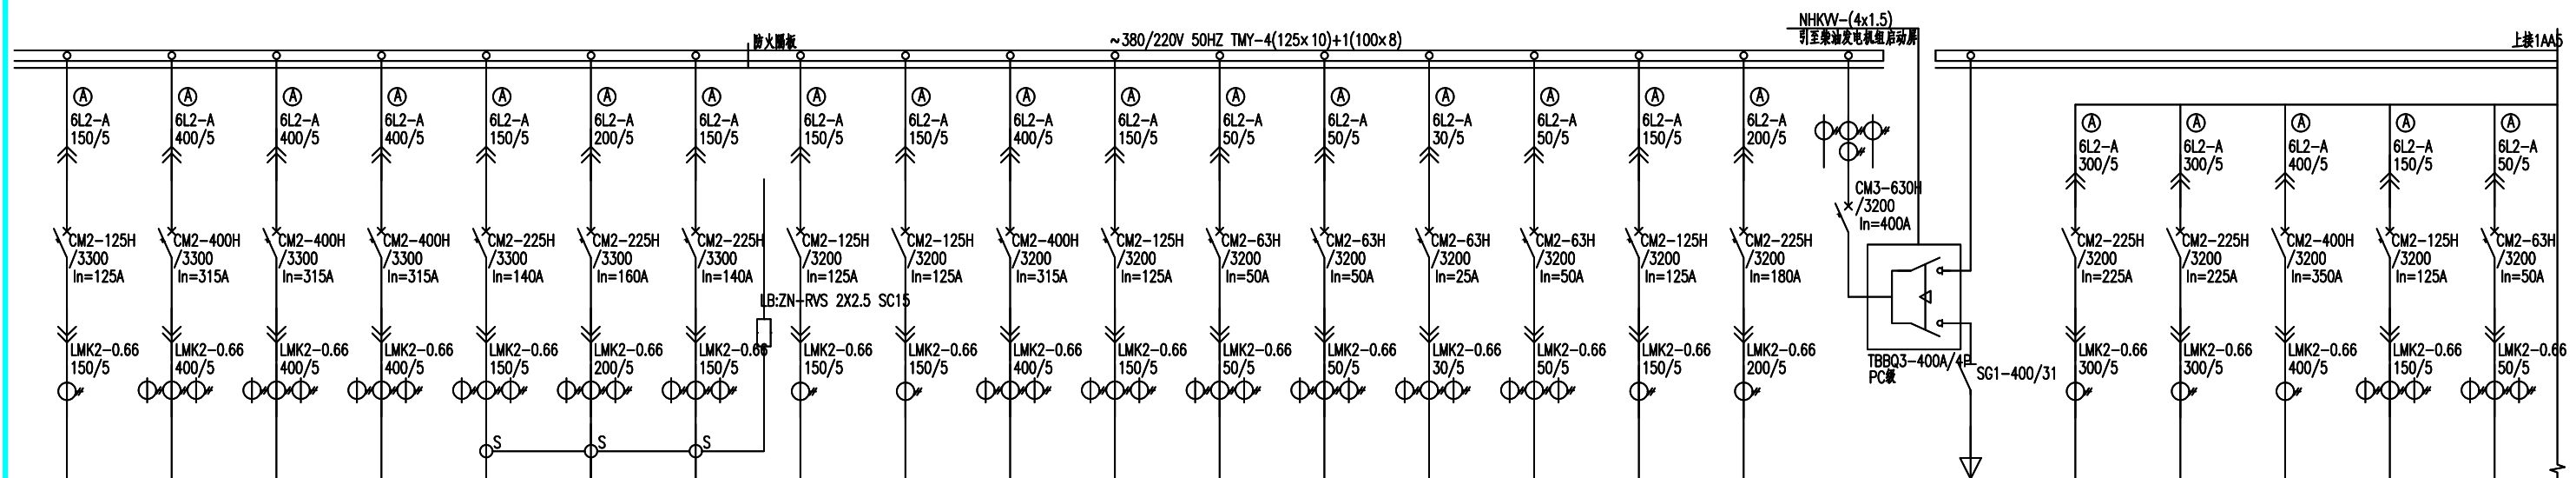 NHKVV-(4x1.5)
防火隔板
~380/220V 50HZ TMY-4(125×10)+1(100×8)
引至柴油发电机组启动屏
上接1AA5
A A A A A A A A A A A A A A A A A
6L2-A 6L2-A 6L2-A 6L2-A 6L2-A 6L2-A 6L2-A 6L2-A 6L2-A 6L2-A 6L2-A 6L2-A 6L2-A 6L2-A 6L2-A 6L2-A 6L2-A
150/5 400/5 400/5 400/5 150/5 200/5 150/5 150/5 150/5 400/5 150/5 50/5 50/5 30/5 50/5 150/5 200/5
A A A A A
6L2-A 6L2-A 6L2-A 6L2-A 6L2-A
300/5 300/5 400/5 150/5 50/5
CM3-630H
/3200
In=400A
CM2-125H CM2-400H CM2-400H CM2-400H CM2-225H CM2-225H CM2-225H CM2-125H CM2-125H CM2-400H CM2-125H CM2-63H CM2-63H CM2-63H CM2-63H CM2-125H CM2-225H CM2-225H CM2-225H CM2-400H CM2-125H CM2-63H
/3300 /3300 /3300 /3300 /3300 /3300 /3300 /3200 /3200 /3200 /3200 /3200 /3200 /3200 /3200 /3200 /3200 /3200 /3200 /3200 /3200 /3200
In=125A In=315A In=315A In=315A In=140A In=160A In=140A In=125A In=125A In=315A In=125A In=50A In=50A In=25A In=50A In=125A In=180A In=225A In=225A In=350A In=125A In=50A
LB:ZN-RVS 2X2.5 SC15
LMK2-0.66 LMK2-0.66 LMK2-0.66 LMK2-0.66 LMK2-0.66 LMK2-0.66 LMK2-0.66 LMK2-0.66 LMK2-0.66 LMK2-0.66 LMK2-0.66 LMK2-0.66 LMK2-0.66 LMK2-0.66 LMK2-0.66 LMK2-0.66 LMK2-0.66 LMK2-0.66 LMK2-0.66 LMK2-0.66 LMK2-0.66 LMK2-0.66
150/5 400/5 400/5 400/5 150/5 200/5 150/5 150/5 150/5 400/5 150/5 50/5 50/5 30/5 50/5 150/5 200/5 300/5 300/5 400/5 150/5 50/5
TBBQ3-400A/4P
PC级
SG1-400/31
S S S